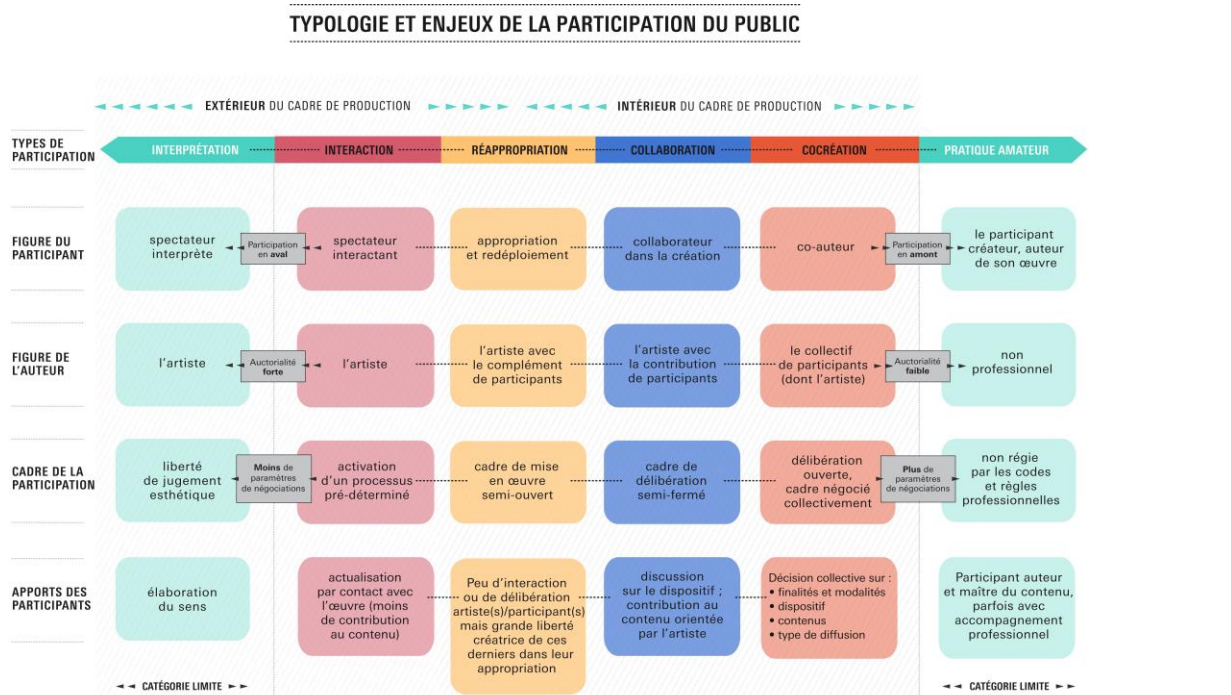 TYPOLOGIE ET ENJEUX DE LA PARTICIPATION DU PUBLIC
EXTÉRIEUR DU CADRE DE PRODUCTION
INTÉRIEUR DU CADRE DE PRODUCTION
TYPES DE
PARTICIPATION
INTERPRÉTATION
INTERACTION
RÉAPPROPRIATION
COLLABORATION
COCRÉATION
PRATIQUE AMATEUR
FIGURE DU
PARTICIPANT
spectateur
interprète
Participation
en aval
spectateur
interactant
appropriation
et redéploiement
collaborateur
dans la création
co-auteur
Participation
en amont
le participant
créateur, auteur
de son œuvre
FIGURE DE
L'AUTEUR
l'artiste
Auctorialité
forte
l'artiste
l'artiste avec
le complément
de participants
l'artiste avec
la contribution
de participants
le collectif
de participants
(dont l'artiste)
Auctorialité
faible
non
professionnel
CADRE DE LA
PARTICIPATION
liberté
de jugement
esthétique
Moins de
paramètres
de négociations
activation
d'un processus
pré-déterminé
cadre de mise
en œuvre
semi-ouvert
cadre de
délibération
semi-fermé
délibération
ouverte,
cadre négocié
collectivement
Plus de
paramètres
de négociations
non régie
par les codes
et règles
professionnelles
APPORTS DES
PARTICIPANTS
élaboration
du sens
actualisation
par contact avec
l'œuvre (moins
de contribution
au contenu)
Peu d'interaction
ou de délibération
artiste(s)/participant(s)
mais grande liberté
créatrice de ces
derniers dans leur
appropriation
discussion
sur le dispositif ;
contribution au
contenu orientée
par l'artiste
Décision collective sur :
• finalités et modalités
• dispositif
• contenus
• type de diffusion
Participant auteur
et maître du contenu,
parfois avec
accompagnement
professionnel
CATÉGORIE LIMITE
CATÉGORIE LIMITE